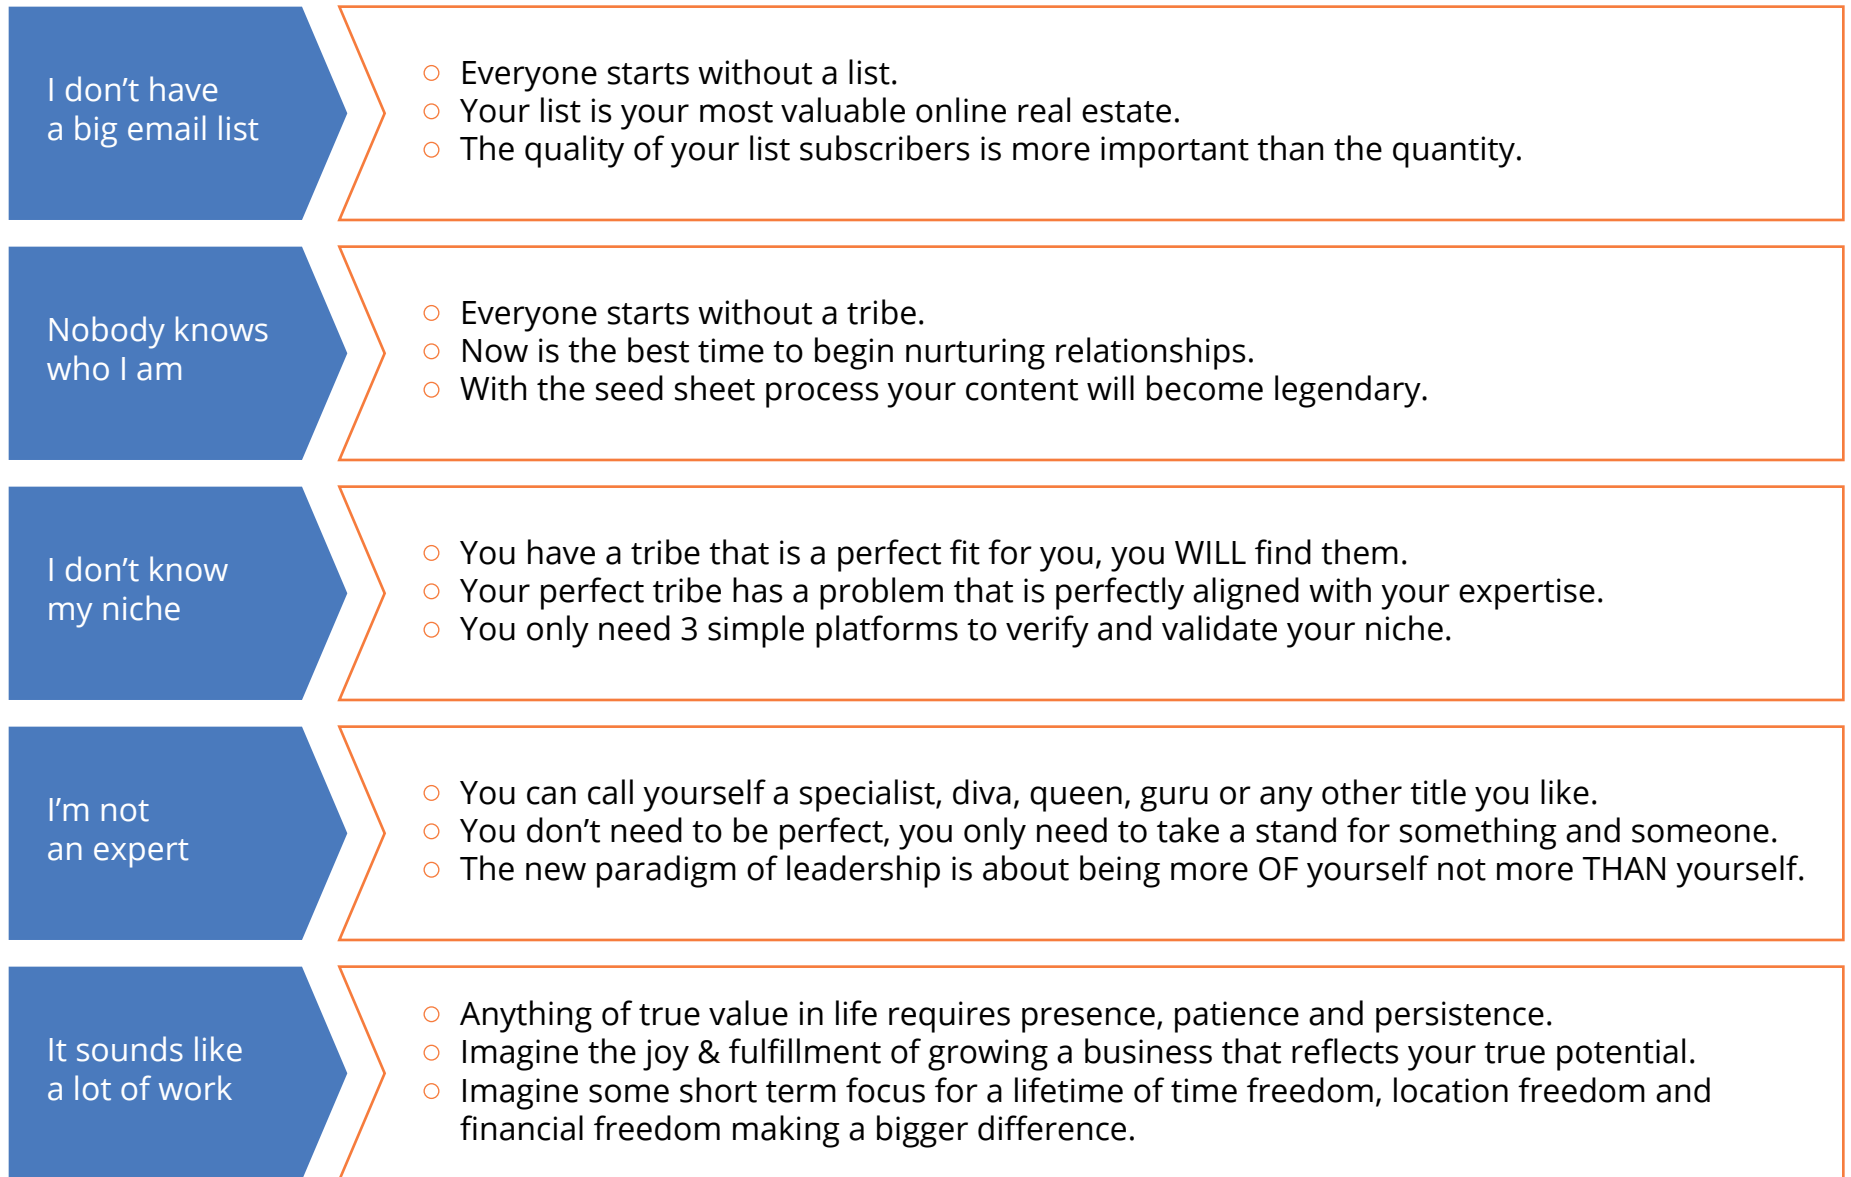 I don’t have
a big email list
○ Everyone starts without a list.
○ Your list is your most valuable online real estate.
○ The quality of your list subscribers is more important than the quantity.
Nobody knows
who I am
○ Everyone starts without a tribe.
○ Now is the best time to begin nurturing relationships.
○ With the seed sheet process your content will become legendary.
I don’t know
my niche
○ You have a tribe that is a perfect fit for you, you WILL find them.
○ Your perfect tribe has a problem that is perfectly aligned with your expertise.
○ You only need 3 simple platforms to verify and validate your niche.
I’m not
an expert
○ You can call yourself a specialist, diva, queen, guru or any other title you like.
○ You don’t need to be perfect, you only need to take a stand for something and someone.
○ The new paradigm of leadership is about being more OF yourself not more THAN yourself.
It sounds like
a lot of work
○ Anything of true value in life requires presence, patience and persistence.
○ Imagine the joy & fulfillment of growing a business that reflects your true potential.
○ Imagine some short term focus for a lifetime of time freedom, location freedom and
financial freedom making a bigger difference.